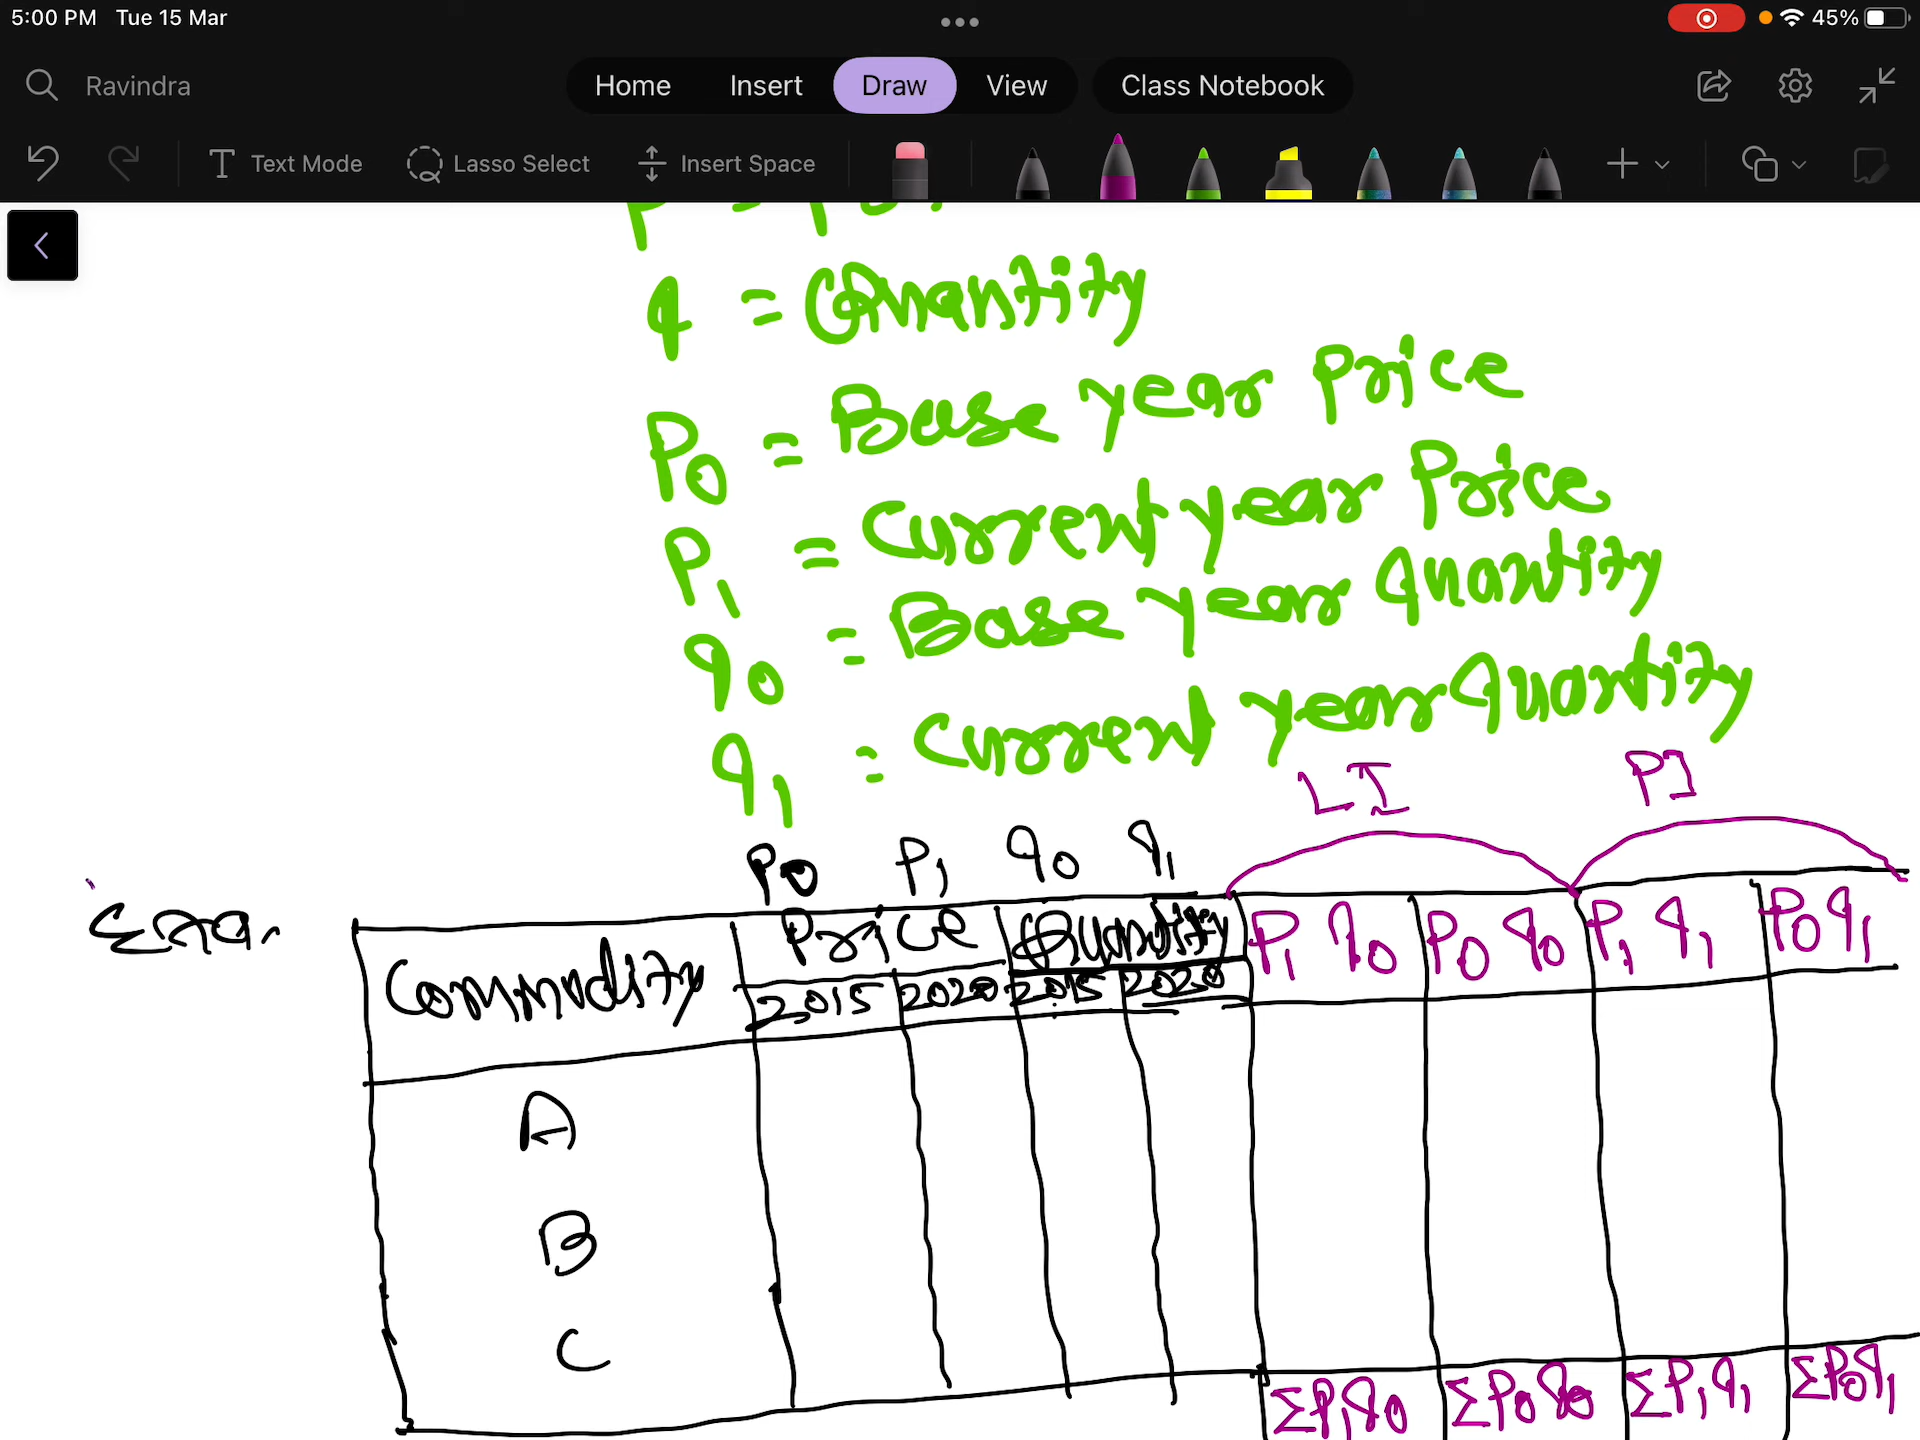 5:00 PM Tue 15 Mar
45%
Ravindra
Home Insert Draw View Class Notebook
Text Mode Lasso Select Insert Space
q = Quantity
P0 = Base year price
P1 = Current year Price
q0 = Base year Quantity
q1 = Current year Quantity
LI PI
P0 P1 q0 q1
Exa.
Commodity Price Quantity P1 q0 P0 q0 P1 q1 P0 q1
2015 2020 2015 2020
A
B
C
ΣP1q0 ΣP0q0 ΣP1q1 ΣP0q1